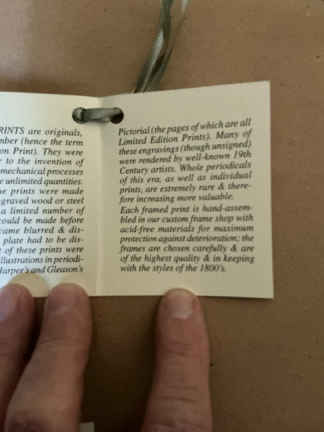 RINTS are originals,
mber (hence the term
on Print). They were
r to the invention of
mechanical processes
e unlimited quantities.
e prints were made
graved wood or steel
a limited number of
could be made before
came blurred & dis-
plate had to be dis-
of these prints were
llustrations in periodi-
Harper's and Gleason's
Pictorial (the pages of which are all
Limited Edition Prints). Many of
these engravings (though unsigned)
were rendered by well-known 19th
Century artists. Whole periodicals
of this era, as well as individual
prints, are extremely rare & there-
fore increasing more valuable.
Each framed print is hand-assem-
bled in our custom frame shop with
acid-free materials for maximum
protection against deterioration; the
frames are chosen carefully & are
of the highest quality & in keeping
with the styles of the 1800's.